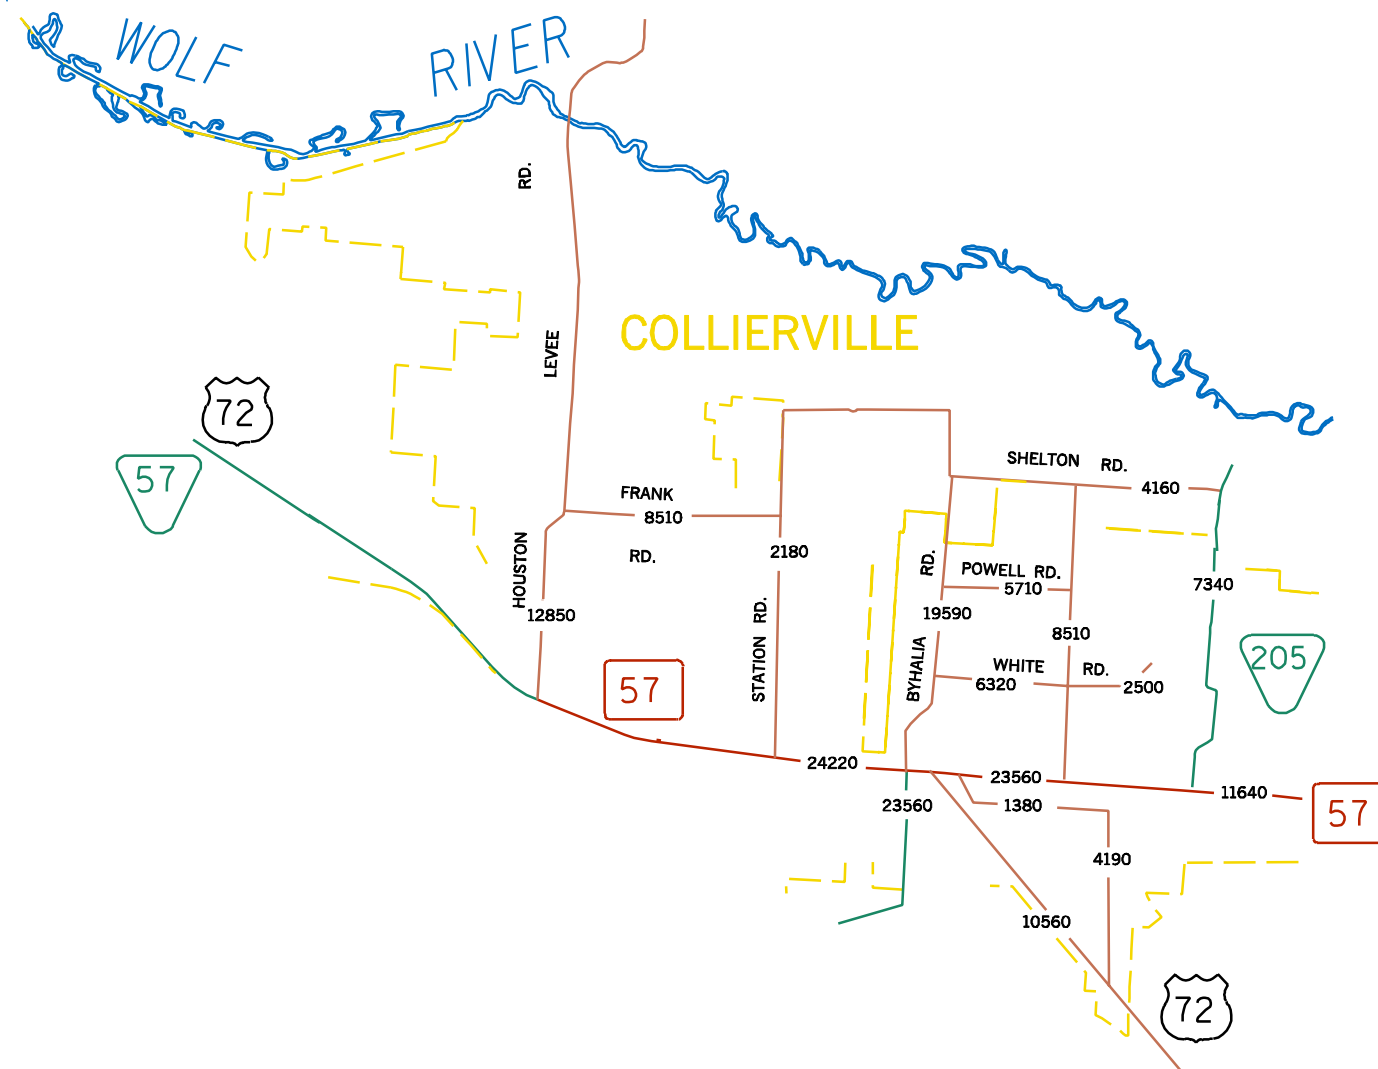 WOLF RIVER
RD.
LEVEE
COLLIERVILLE
72
57
SHELTON RD.
4160
FRANK
8510
RD.
2180
HOUSTON
12850
STATION RD.
RD.
BYHALIA
19590
POWELL RD.
5710
7340
8510
WHITE RD.
6320
2500
205
57
24220
23560
11640
57
23560
1380
4190
10560
72